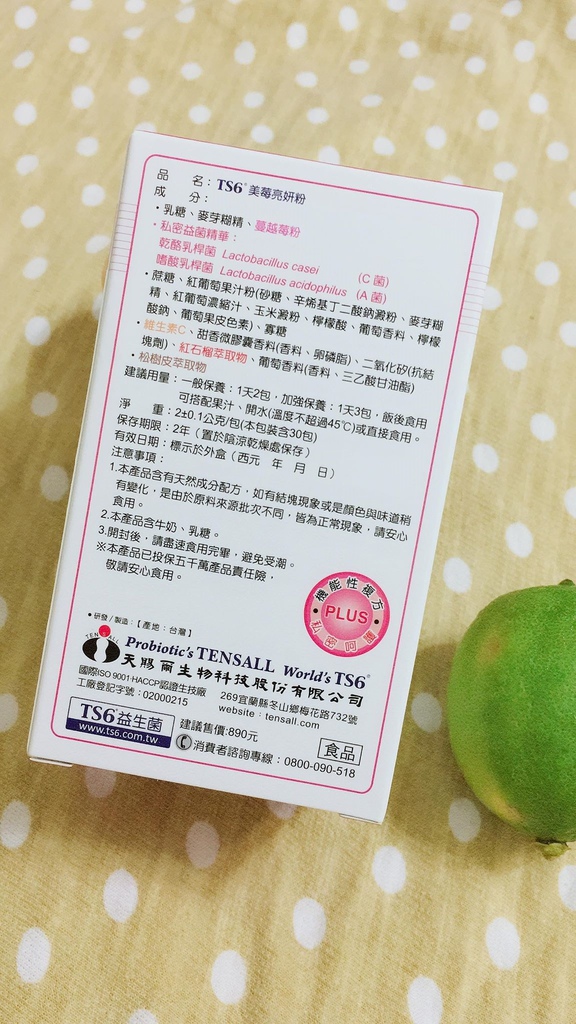 品　　名：TS6® 美莓亮妍粉
成　　分：
・乳糖、麥芽糊精、蔓越莓粉
・私密益菌精華：
乾酪乳桿菌 Lactobacillus casei (C 菌)
嗜酸乳桿菌 Lactobacillus acidophilus (A 菌)
・蔗糖、紅葡萄果汁粉(砂糖、辛烯基丁二酸鈉澱粉、麥芽糊
精、紅葡萄濃縮汁、玉米澱粉、檸檬酸、葡萄香料、檸檬
酸鈉、葡萄果皮色素)、寡糖
・維生素C、甜香微膠囊香料(香料、卵磷脂)、二氧化矽(抗結
塊劑)、紅石榴萃取物、葡萄香料(香料、三乙酸甘油酯)
・松樹皮萃取物
建議用量：一般保養：1天2包，加強保養：1天3包，飯後食用
可搭配果汁、開水(溫度不超過45℃)或直接食用。
淨　　重：2±0.1公克/包(本包裝含30包)
保存期限：2年（置於陰涼乾燥處保存）
有效日期：標示於外盒（西元　年　月　日）
注意事項：
1.本產品含有天然成分配方，如有結塊現象或是顏色與味道稍
有變化，是由於原料來源批次不同，皆為正常現象，請安心
食用。
2.本產品含牛奶、乳糖。
3.開封後，請盡速食用完畢，避免受潮。
※本產品已投保五千萬產品責任險，
敬請安心食用。
機能性複方
PLUS
私密呵護
●研發/製造：【產地：台灣】
TENSALL
Probiotic's TENSALL World's TS6®
天賜爾生物科技股份有限公司
國際ISO 9001‧HACCP認證生技廠
269宜蘭縣冬山鄉梅花路732號
工廠登記字號：02000215
website：tensall.com
TS6®益生菌
www.ts6.com.tw
建議售價:890元
食品
消費者諮詢專線：0800-090-518